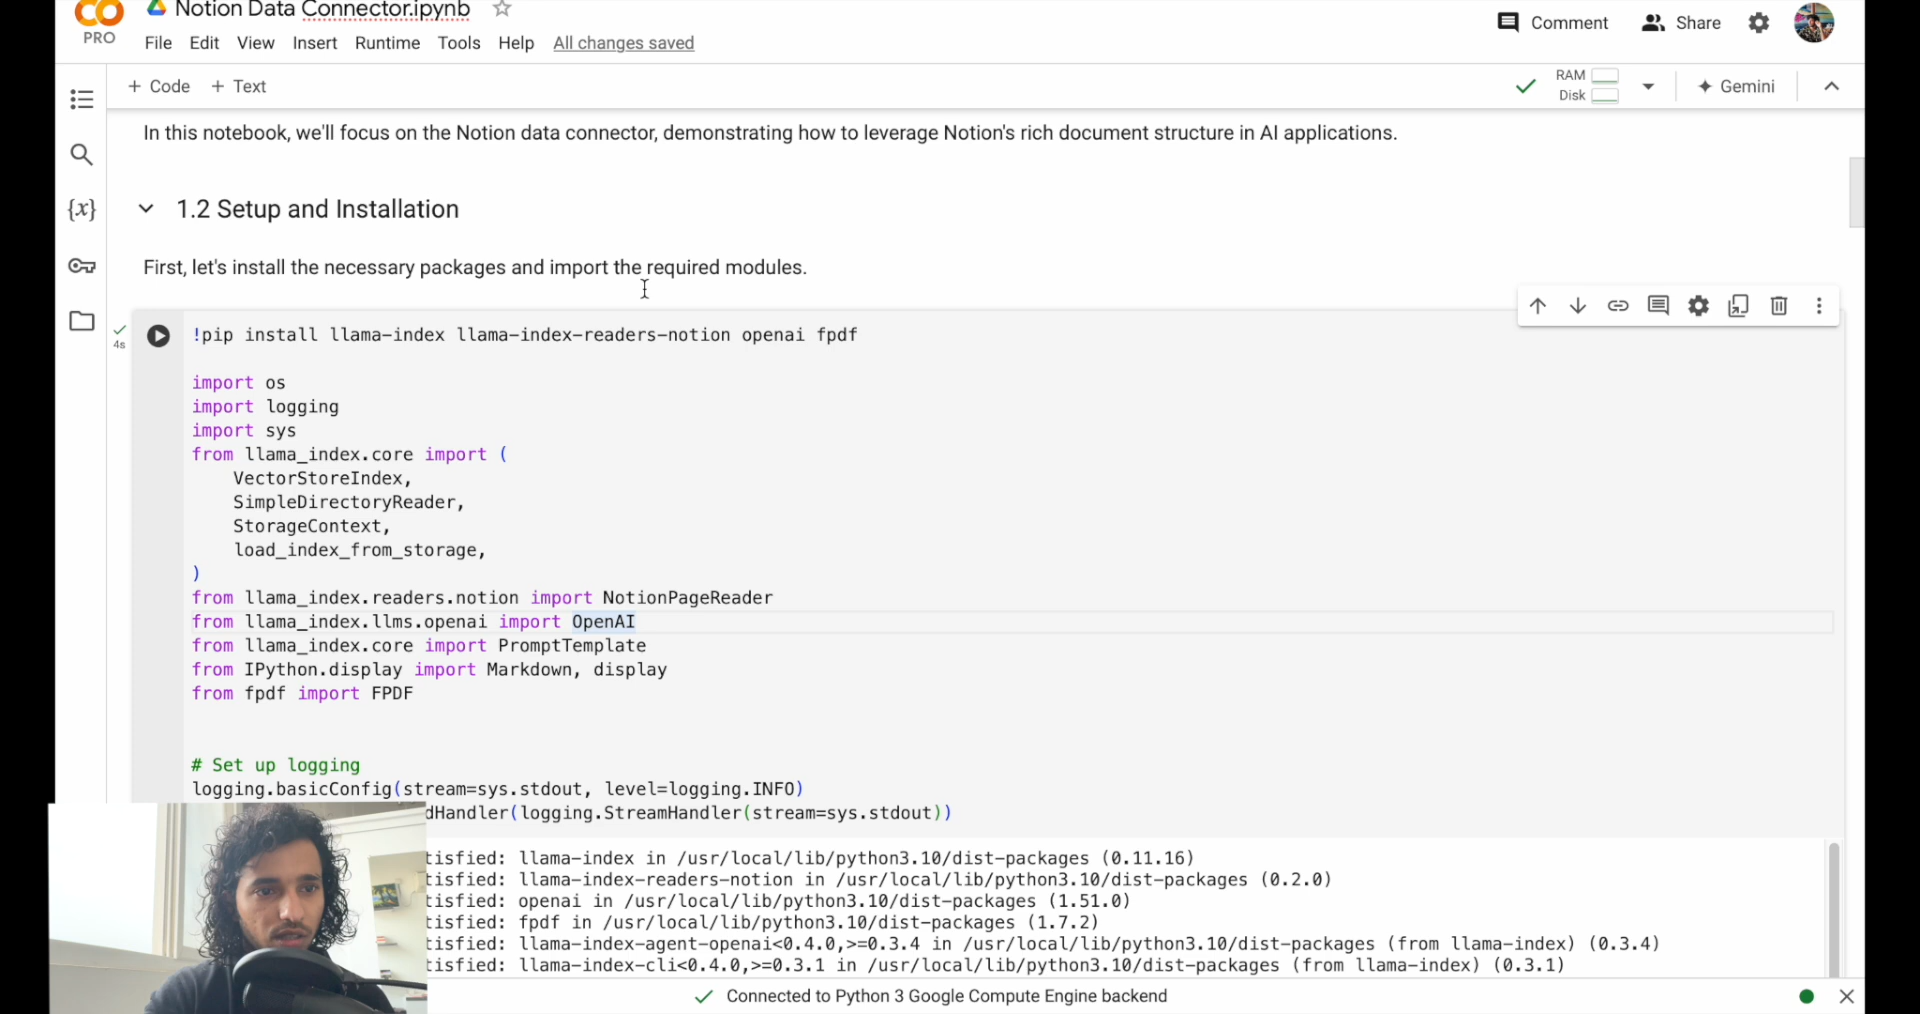 Notion Data Connector.ipynb
PRO
File Edit View Insert Runtime Tools Help All changes saved
Comment Share
+ Code + Text
RAM
Disk
Gemini
In this notebook, we'll focus on the Notion data connector, demonstrating how to leverage Notion's rich document structure in AI applications.
{x}
1.2 Setup and Installation
First, let's install the necessary packages and import the required modules.
4s
!pip install llama-index llama-index-readers-notion openai fpdf
import os
import logging
import sys
from llama_index.core import (
VectorStoreIndex,
SimpleDirectoryReader,
StorageContext,
load_index_from_storage,
)
from llama_index.readers.notion import NotionPageReader
from llama_index.llms.openai import OpenAI
from llama_index.core import PromptTemplate
from IPython.display import Markdown, display
from fpdf import FPDF
# Set up logging
logging.basicConfig(stream=sys.stdout, level=logging.INFO)
dHandler(logging.StreamHandler(stream=sys.stdout))
tisfied: llama-index in /usr/local/lib/python3.10/dist-packages (0.11.16)
tisfied: llama-index-readers-notion in /usr/local/lib/python3.10/dist-packages (0.2.0)
tisfied: openai in /usr/local/lib/python3.10/dist-packages (1.51.0)
tisfied: fpdf in /usr/local/lib/python3.10/dist-packages (1.7.2)
tisfied: llama-index-agent-openai<0.4.0,>=0.3.4 in /usr/local/lib/python3.10/dist-packages (from llama-index) (0.3.4)
tisfied: llama-index-cli<0.4.0,>=0.3.1 in /usr/local/lib/python3.10/dist-packages (from llama-index) (0.3.1)
Connected to Python 3 Google Compute Engine backend